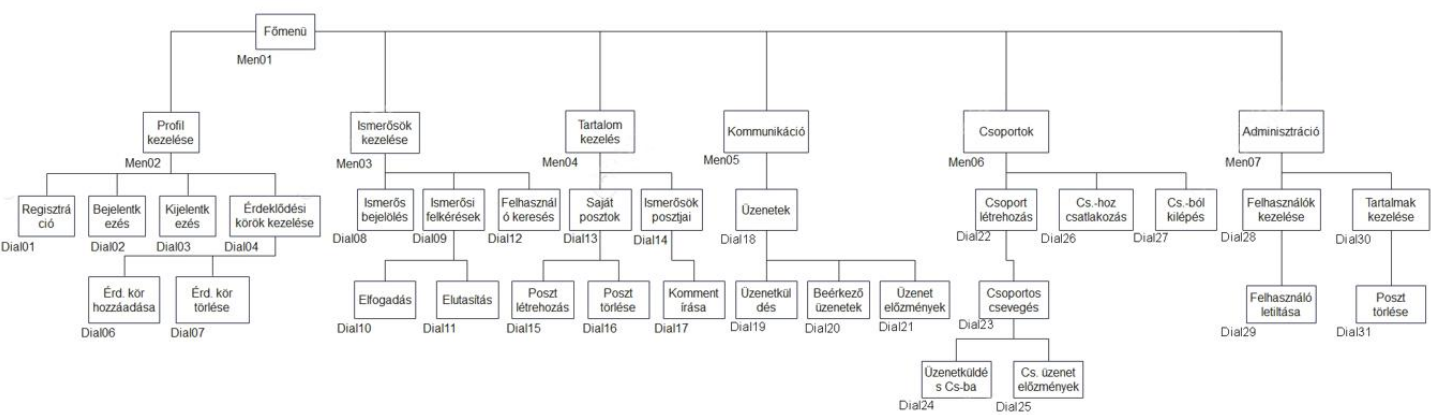 Főmenü
Men01
Profil
kezelése
Men02
Ismerősök
kezelése
Men03
Tartalom
kezelés
Men04
Kommunikáció
Men05
Csoportok
Men06
Adminisztráció
Men07
Regisztrá
ció
Dial01
Bejelentk
ezés
Dial02
Kijelentk
ezés
Dial03
Érdeklődési
körök kezelése
Dial04
Ismerős
bejelölés
Dial08
Ismerősi
felkérések
Dial09
Felhasznál
ó keresés
Dial12
Saját
posztok
Dial13
Ismerősök
posztjai
Dial14
Üzenetek
Dial18
Csoport
létrehozás
Dial22
Cs.-hoz
csatlakozás
Dial26
Cs.-ból
kilépés
Dial27
Felhasználók
kezelése
Dial28
Tartalmak
kezelése
Dial30
Érd. kör
hozzáadása
Dial06
Érd. kör
törlése
Dial07
Elfogadás
Dial10
Elutasítás
Dial11
Poszt
létrehozás
Dial15
Poszt
törlése
Dial16
Komment
írása
Dial17
Üzenetkül
dés
Dial19
Beérkező
üzenetek
Dial20
Üzenet
előzmények
Dial21
Csoportos
csevegés
Dial23
Felhasználó
letiltása
Dial29
Poszt
törlése
Dial31
Üzenetküldé
s Cs-ba
Dial24
Cs. üzenet
előzmények
Dial25